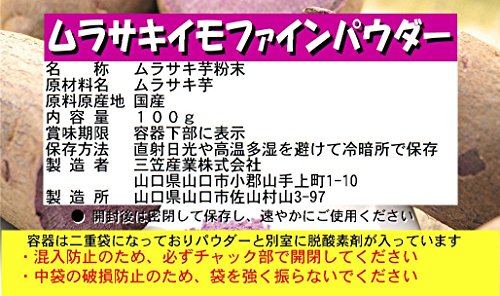 ムラサキイモファインパウダー
名　　称　ムラサキ芋粉末
原材料名　ムラサキ芋
原料原産地　国産
内 容 量　１００ｇ
賞味期限　容器下部に表示
保存方法　直射日光や高温多湿を避けて冷暗所で保存
製 造 者　三笠産業株式会社
山口県山口市小郡山手上町1-10
製 造 所　山口県山口市佐山村山3-97
● 開封後は密閉して保存し、速やかにご使用ください
容器は二重袋になっておりパウダーと別室に脱酸素剤が入っています
・混入防止のため、必ずチャック部で開閉してください
・中袋の破損防止のため、袋を強く振らないでください